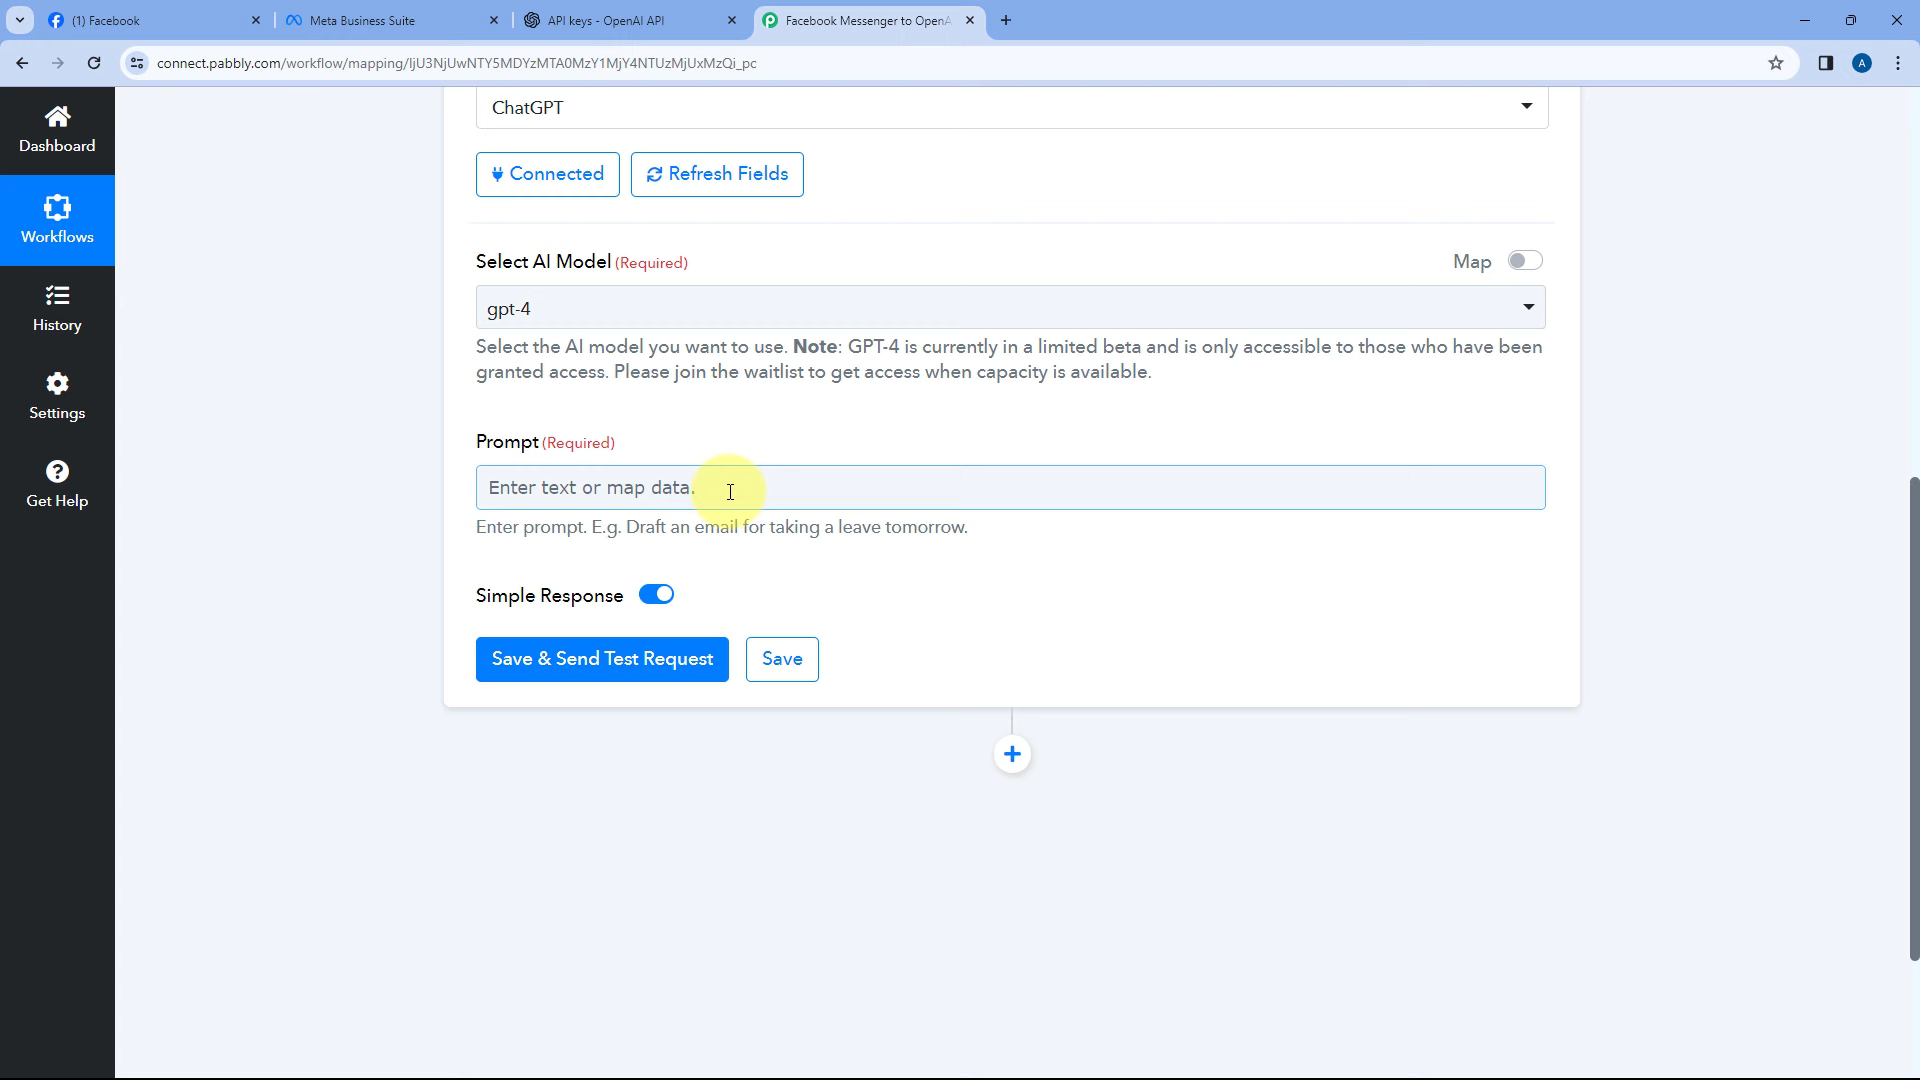 (1) Facebook
Meta Business Suite
API keys - OpenAI API
Facebook Messenger to OpenA
connect.pabbly.com/workflow/mapping/IjU3NjUwNTY5MDYzMTA0MzY1MjY4NTUzMjUxMzQi_pc
A
Dashboard
Workflows
History
Settings
Get Help
ChatGPT
Connected
Refresh Fields
Select AI Model (Required)
Map
gpt-4
Select the AI model you want to use. Note: GPT-4 is currently in a limited beta and is only accessible to those who have been
granted access. Please join the waitlist to get access when capacity is available.
Prompt (Required)
Enter text or map data.
Enter prompt. E.g. Draft an email for taking a leave tomorrow.
Simple Response
Save & Send Test Request
Save